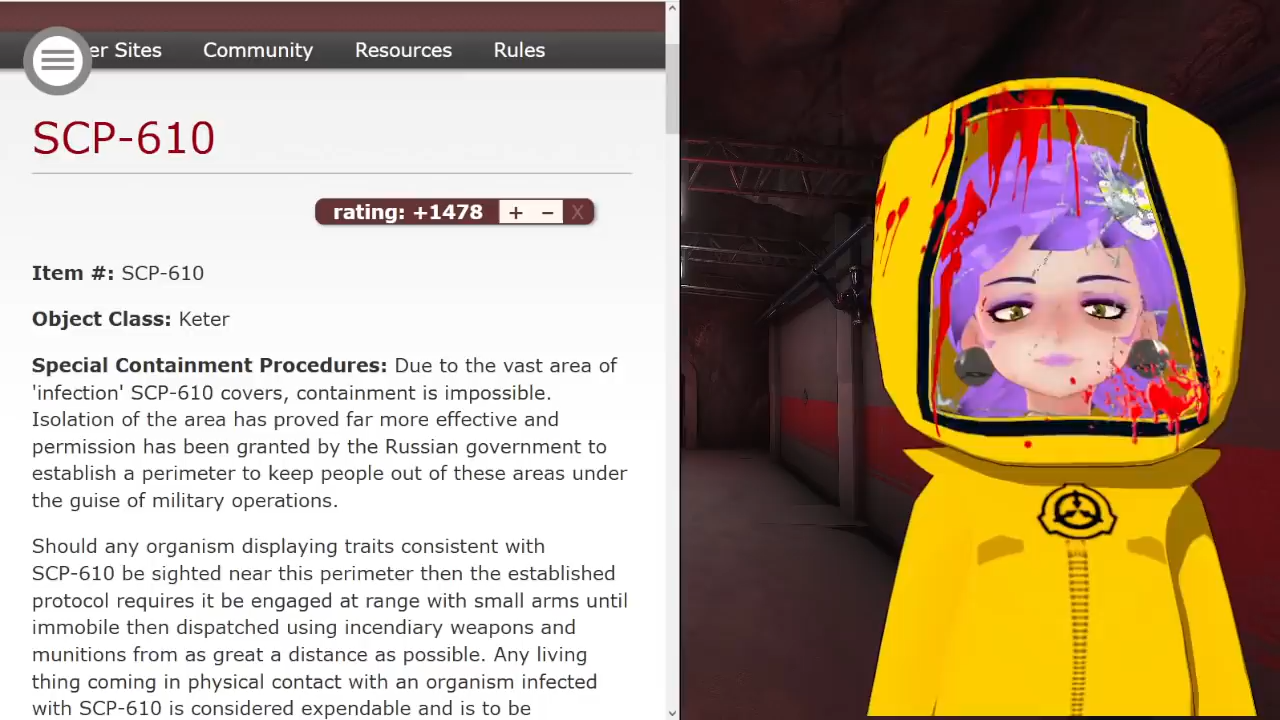 er Sites Community Resources Rules
SCP-610
rating: +1478 + − X
Item #: SCP-610
Object Class: Keter
Special Containment Procedures: Due to the vast area of
'infection' SCP-610 covers, containment is impossible.
Isolation of the area has proved far more effective and
permission has been granted by the Russian government to
establish a perimeter to keep people out of these areas under
the guise of military operations.
Should any organism displaying traits consistent with
SCP-610 be sighted near this perimeter then the established
protocol requires it be engaged at range with small arms until
immobile then dispatched using incendiary weapons and
munitions from as great a distance as possible. Any living
thing coming in physical contact with an organism infected
with SCP-610 is considered expendable and is to be